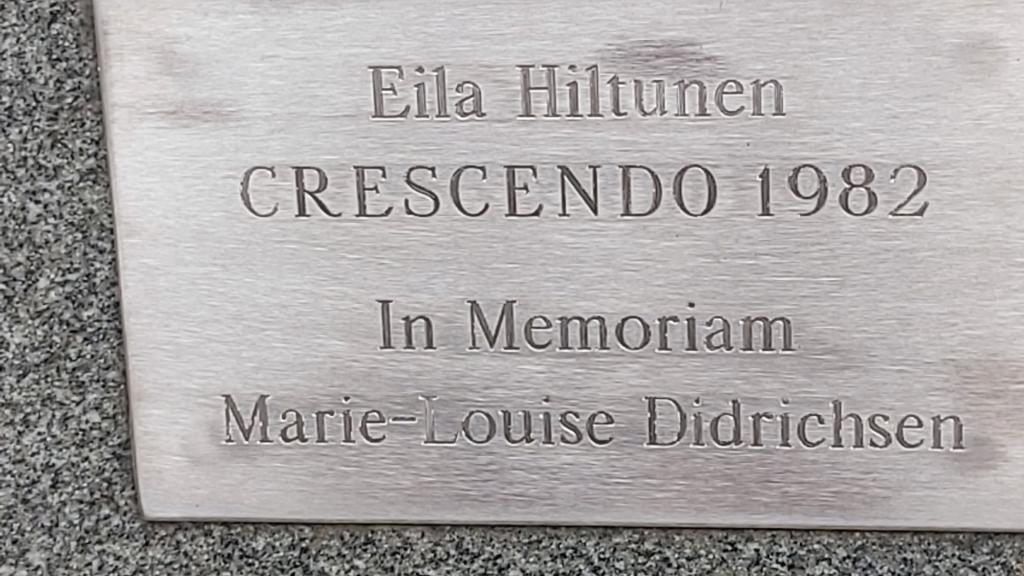 Eila Hiltunen
CRESCENDO 1982
In Memoriam
Marie-Louise Didrichsen